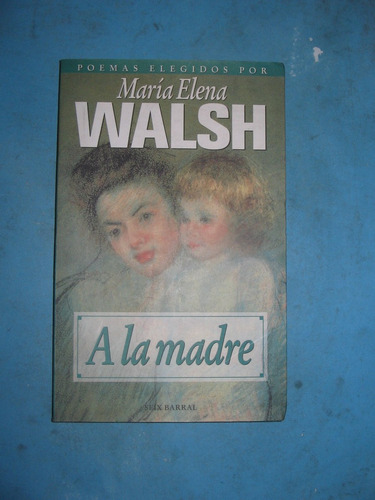 POEMAS ELEGIDOS POR
María Elena
WALSH
A la madre
SEIX BARRAL